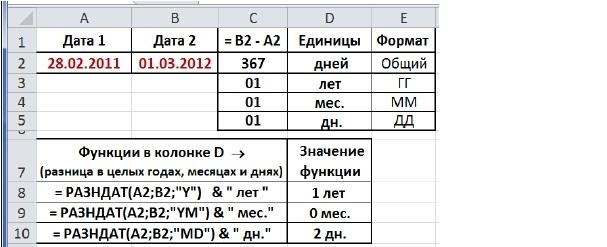 A B C D E
1 Дата 1 Дата 2 = B2 - A2 Единицы Формат
2 28.02.2011 01.03.2012 367 дней Общий
3 01 лет ГГ
4 01 мес. ММ
5 01 дн. ДД
7 Функции в колонке D → Значение
(разница в целых годах, месяцах и днях) функции
8 = РАЗНДАТ(A2;B2;"Y") & " лет " 1 лет
9 = РАЗНДАТ(A2;B2;"YM") & " мес." 0 мес.
10 = РАЗНДАТ(A2;B2;"MD") & " дн." 2 дн.